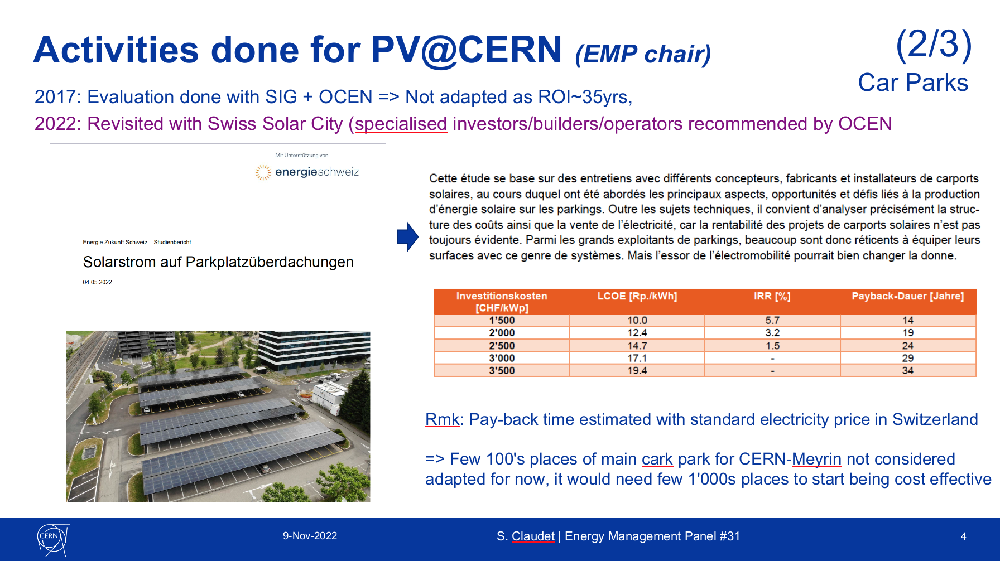 Activities done for PV@CERN (EMP chair)
(2/3)
Car Parks
2017: Evaluation done with SIG + OCEN => Not adapted as ROI~35yrs,
2022: Revisited with Swiss Solar City (specialised investors/builders/operators recommended by OCEN
Mit Unterstützung von
energieschweiz
Energie Zukunft Schweiz – Studienbericht
Solarstrom auf Parkplatzüberdachungen
04.05.2022
Cette étude se base sur des entretiens avec différents concepteurs, fabricants et installateurs de carports
solaires, au cours duquel ont été abordés les principaux aspects, opportunités et défis liés à la production
d’énergie solaire sur les parkings. Outre les sujets techniques, il convient d’analyser précisément la struc-
ture des coûts ainsi que la vente de l’électricité, car la rentabilité des projets de carports solaires n’est pas
toujours évidente. Parmi les grands exploitants de parkings, beaucoup sont donc réticents à équiper leurs
surfaces avec ce genre de systèmes. Mais l’essor de l’électromobilité pourrait bien changer la donne.
Investitionskosten [CHF/kWp] LCOE [Rp./kWh] IRR [%] Payback-Dauer [Jahre]
1’500 10.0 5.7 14
2’000 12.4 3.2 19
2’500 14.7 1.5 24
3’000 17.1 - 29
3’500 19.4 - 34
Rmk: Pay-back time estimated with standard electricity price in Switzerland
=> Few 100's places of main cark park for CERN-Meyrin not considered
adapted for now, it would need few 1'000s places to start being cost effective
CERN
9-Nov-2022
S. Claudet | Energy Management Panel #31
4